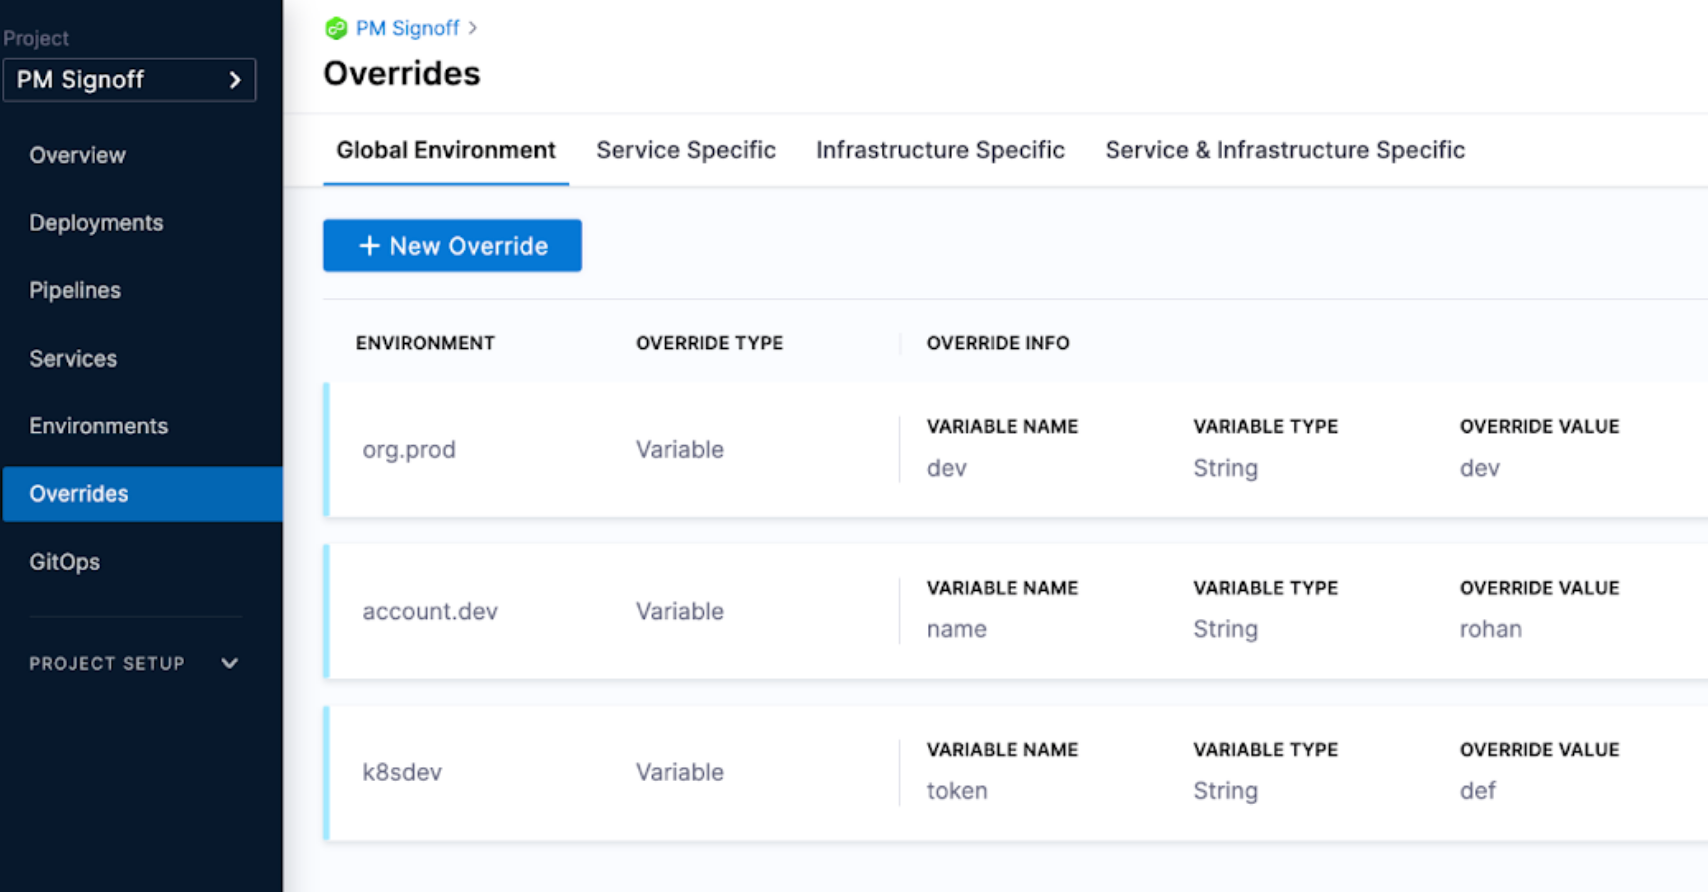 Project
PM Signoff
Overview
Deployments
Pipelines
Services
Environments
Overrides
GitOps
PROJECT SETUP
PM Signoff
Overrides
Global Environment Service Specific Infrastructure Specific Service & Infrastructure Specific
+ New Override
ENVIRONMENT OVERRIDE TYPE OVERRIDE INFO
VARIABLE NAME VARIABLE TYPE OVERRIDE VALUE
org.prod Variable dev String dev
VARIABLE NAME VARIABLE TYPE OVERRIDE VALUE
account.dev Variable name String rohan
VARIABLE NAME VARIABLE TYPE OVERRIDE VALUE
k8sdev Variable token String def